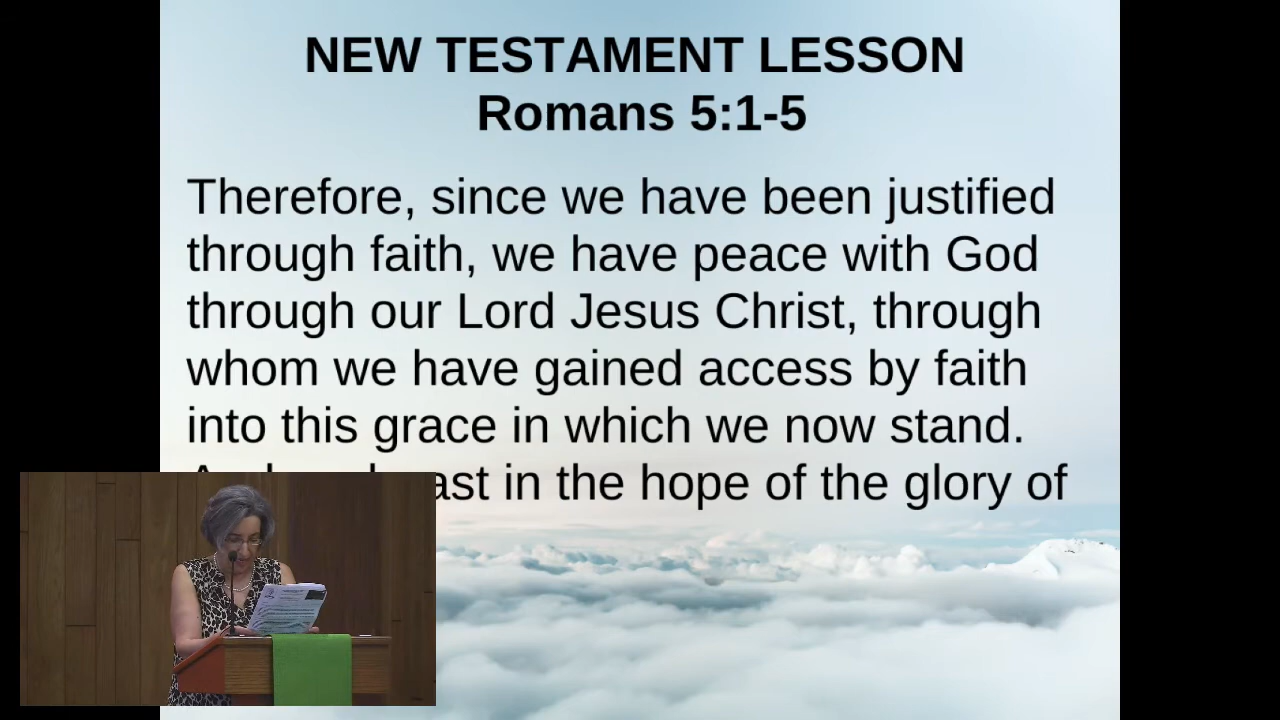 NEW TESTAMENT LESSON
Romans 5:1-5
Therefore, since we have been justified
through faith, we have peace with God
through our Lord Jesus Christ, through
whom we have gained access by faith
into this grace in which we now stand.
in the hope of the glory of